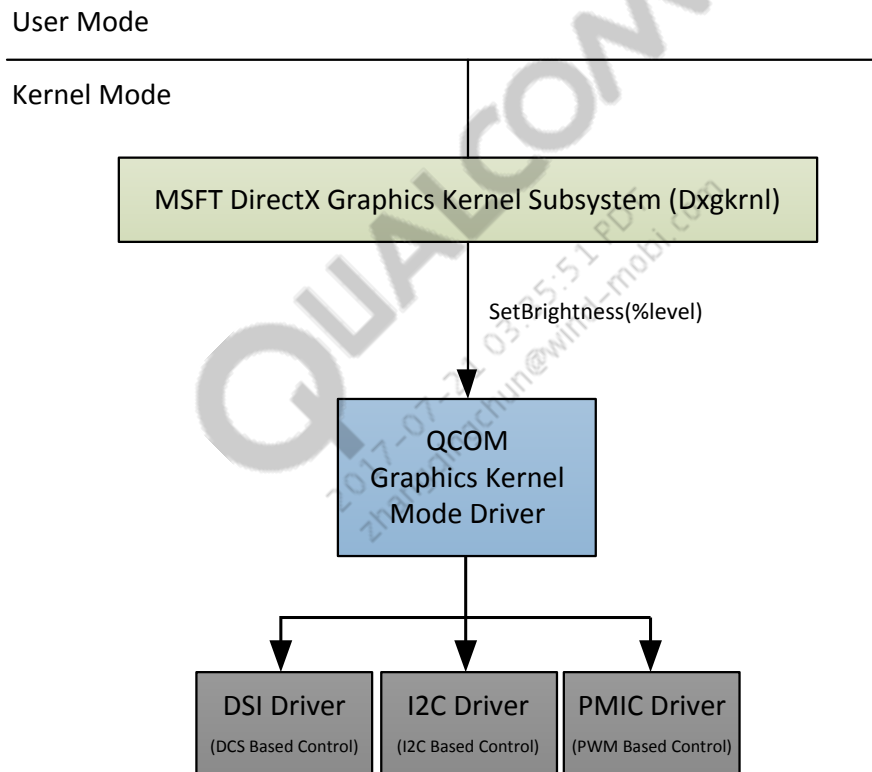 User Mode
Kernel Mode
MSFT DirectX Graphics Kernel Subsystem (Dxgkrnl)
SetBrightness(%level)
QCOM
Graphics Kernel
Mode Driver
DSI Driver
(DCS Based Control)
I2C Driver
(I2C Based Control)
PMIC Driver
(PWM Based Control)
QUALCOMM